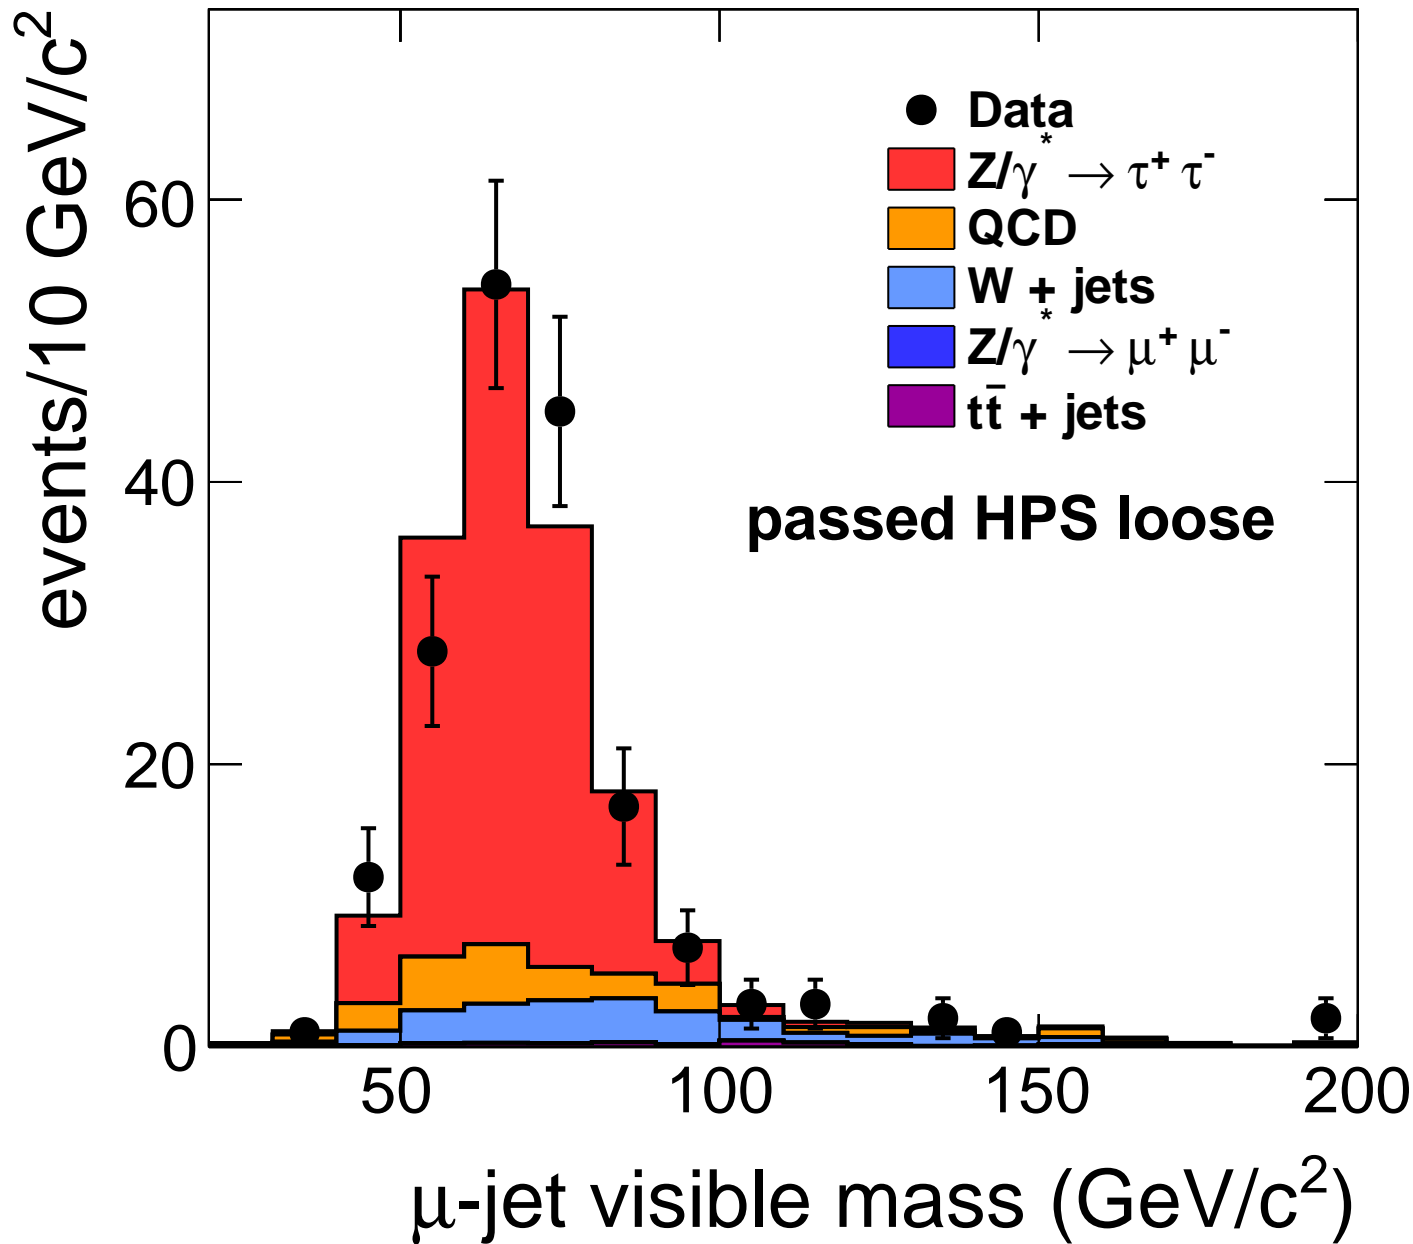 events/10 GeV/c²
60
40
20
0
Data
Z/γ* → τ⁺ τ⁻
QCD
W + jets
Z/γ* → μ⁺ μ⁻
tt̄ + jets
passed HPS loose
50 100 150 200
μ-jet visible mass (GeV/c²)